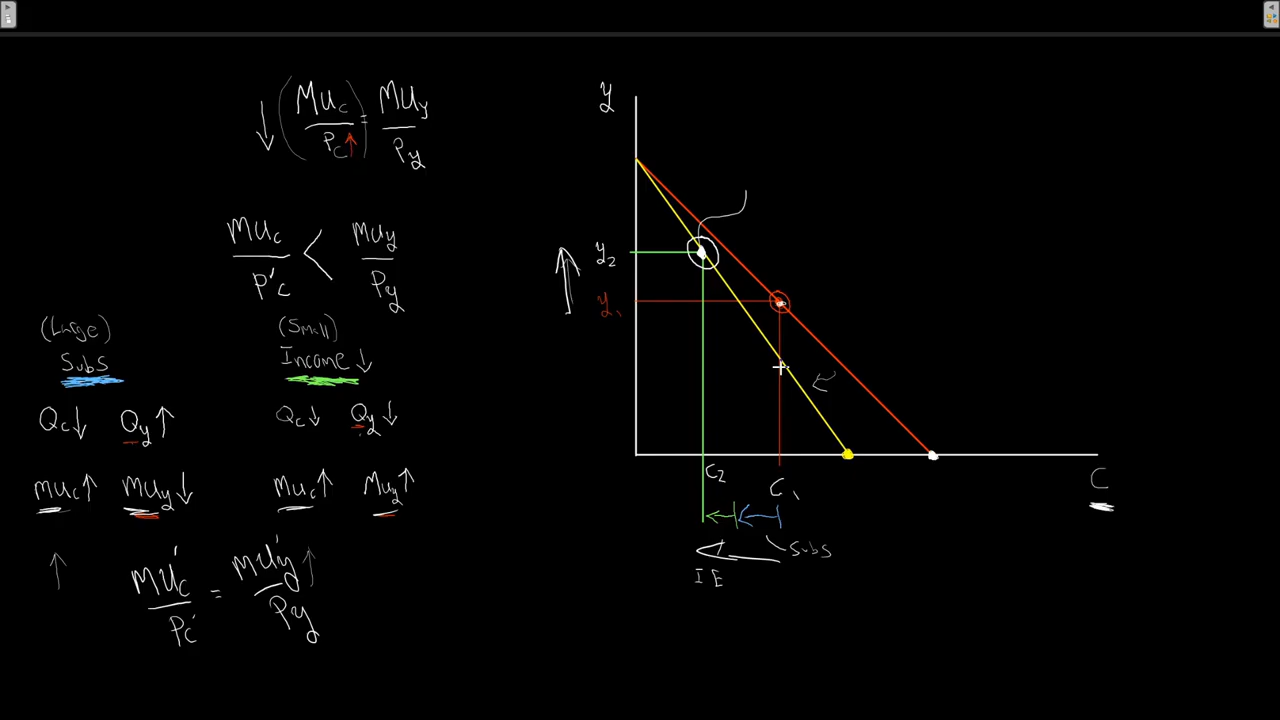 MUc / Pc ↑ = MUy / Py
MUc / P'c < MUy / Py
(Large) (Small)
Subs Income ↓
Qc ↓ Qy ↑ Qc ↓ Qy ↓
MUc ↑ MUy ↓ MUc ↑ MUy ↑
MU'c / Pc' = MU'y / Py ↑
y
y₂
y₁
C₂
C₁
C
Subs
IE